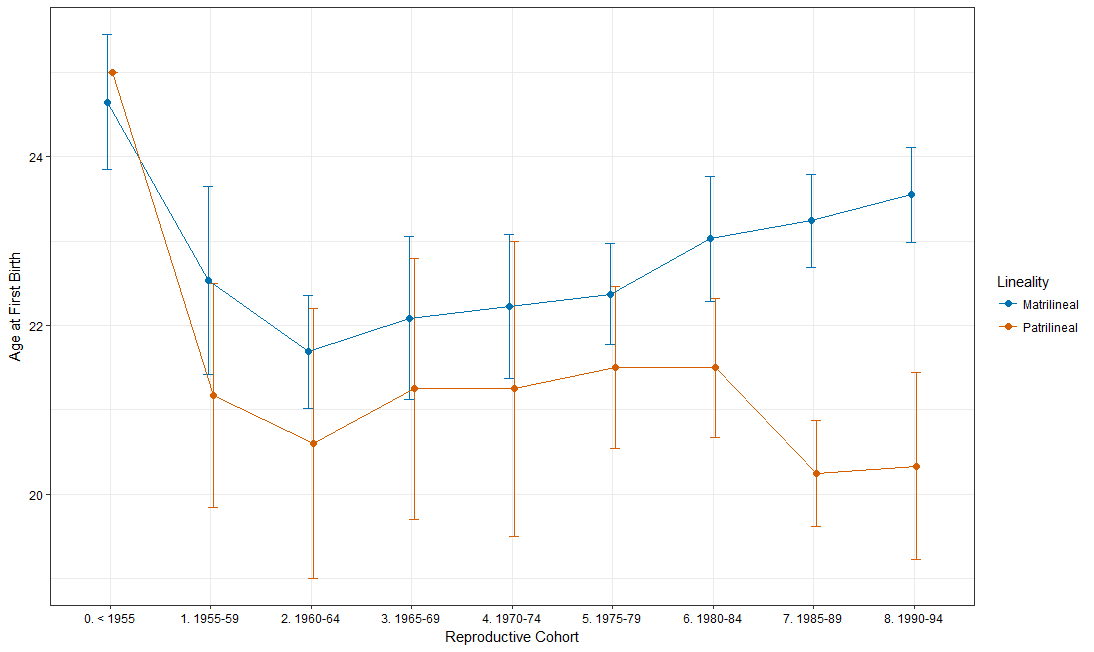 24
22
20
Age at First Birth
0. < 1955
1. 1955-59
2. 1960-64
3. 1965-69
4. 1970-74
5. 1975-79
6. 1980-84
7. 1985-89
8. 1990-94
Reproductive Cohort
Lineality
Matrilineal
Patrilineal